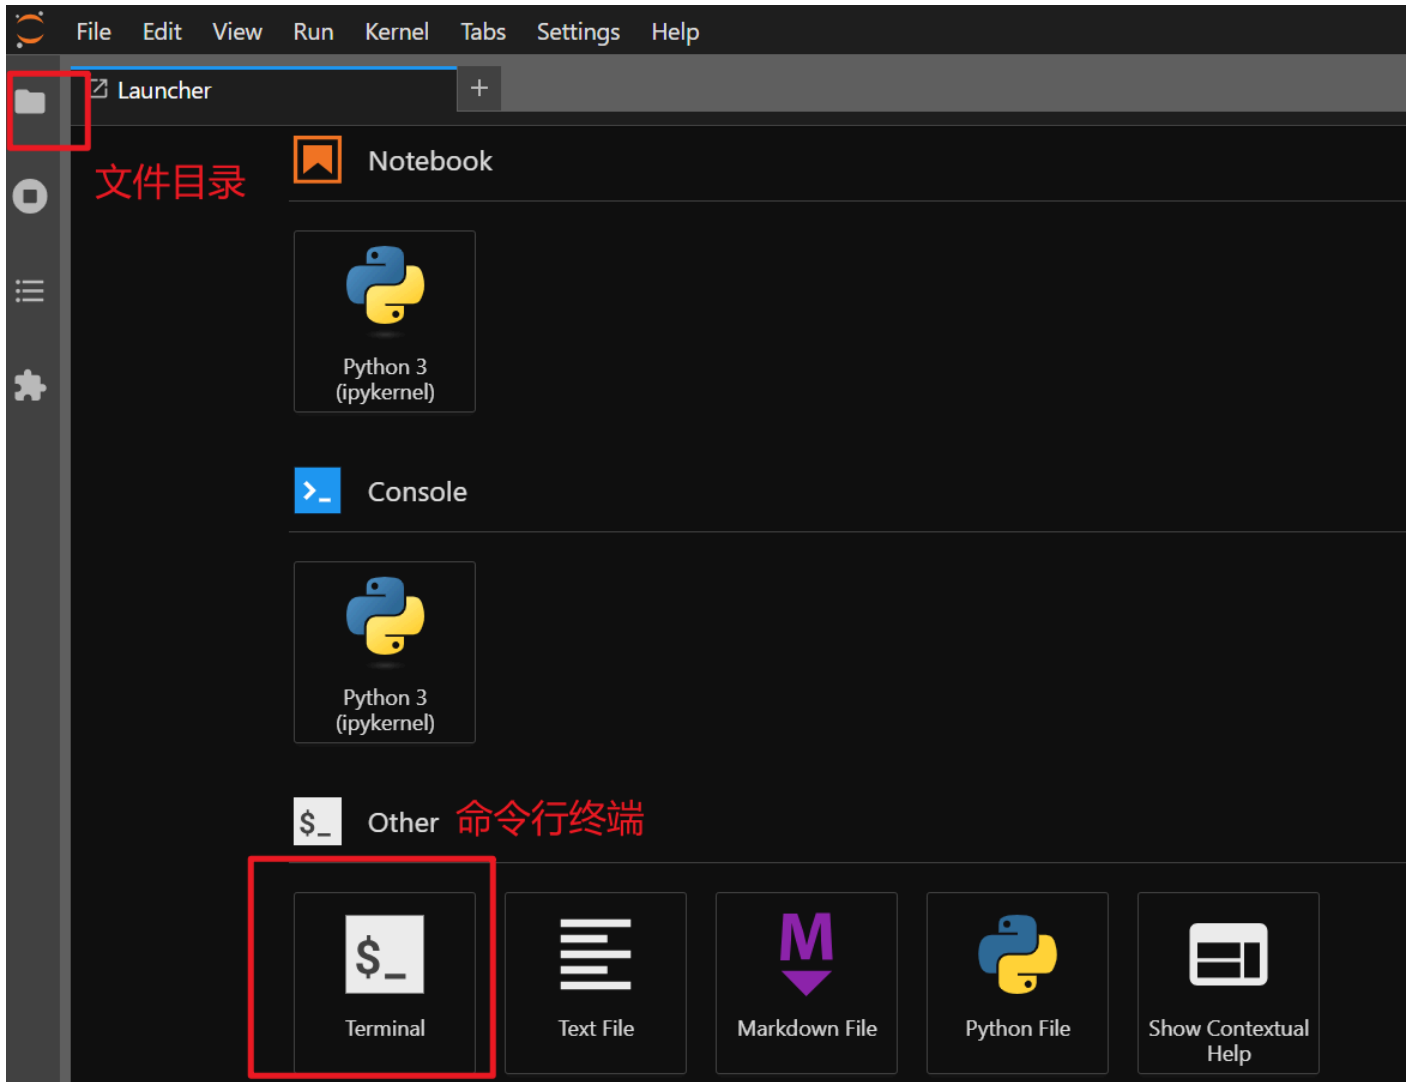 File Edit View Run Kernel Tabs Settings Help
Launcher
文件目录
Notebook
Python 3
(ipykernel)
>_ Console
Python 3
(ipykernel)
$_ Other 命令行终端
$_
M
Terminal Text File Markdown File Python File Show Contextual
Help